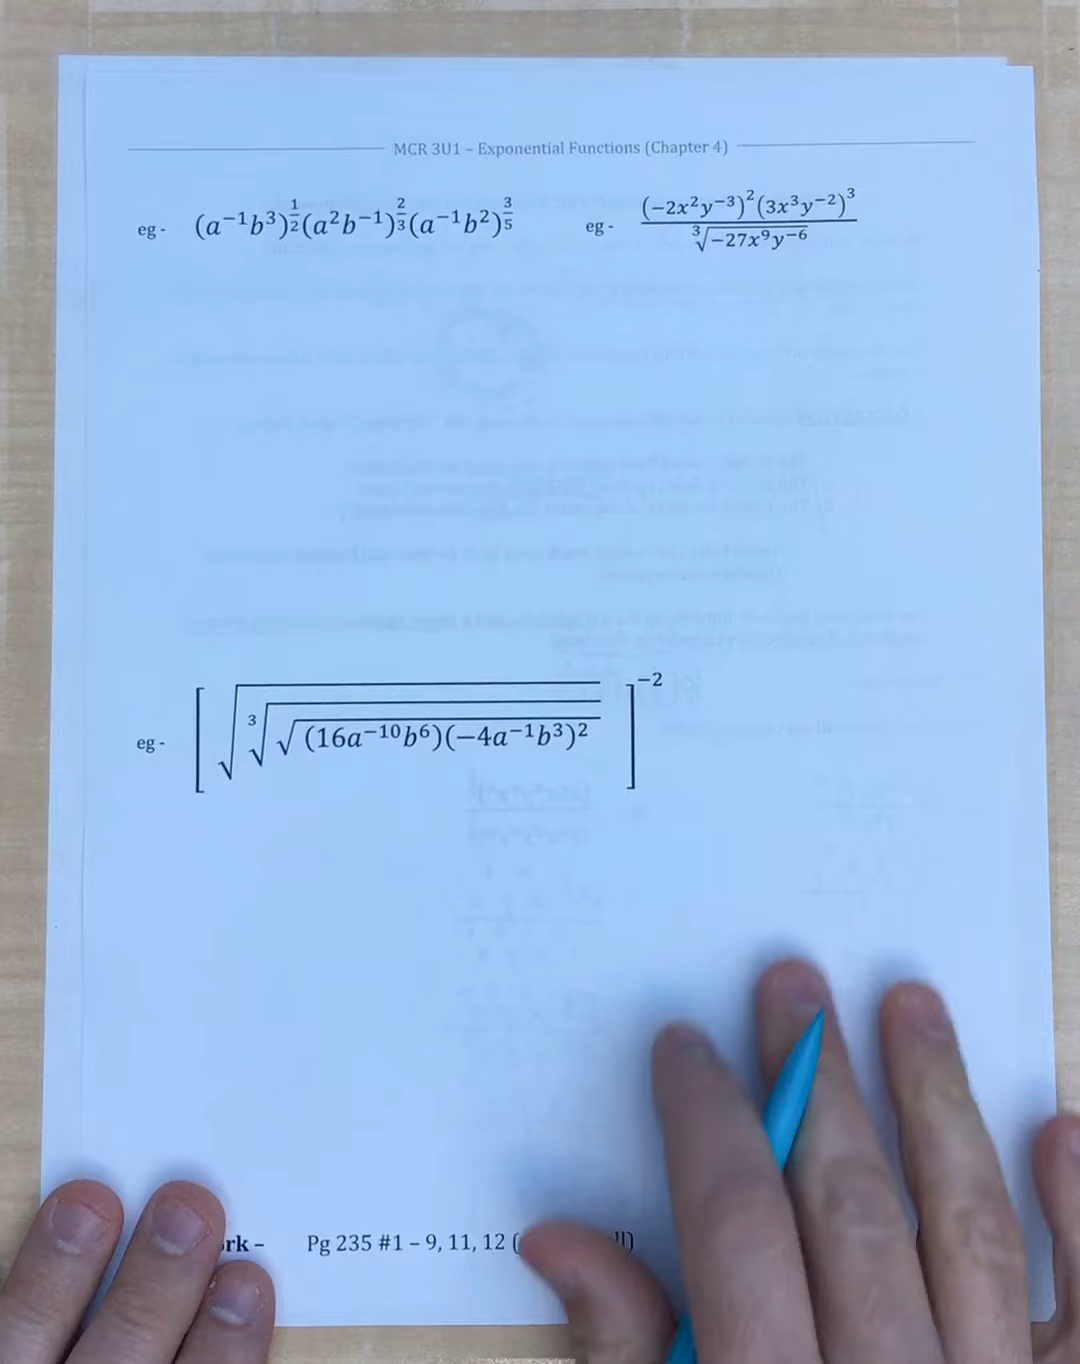 MCR 3U1 – Exponential Functions (Chapter 4)
eg - (a⁻¹b³)^(1/2)(a²b⁻¹)^(2/3)(a⁻¹b²)^(3/5)
eg - (−2x²y⁻³)²(3x³y⁻²)³ / ∛(−27x⁹y⁻⁶)
eg - [√(∛(√((16a⁻¹⁰b⁶)(−4a⁻¹b³)²)))]⁻²
rk – Pg 235 #1 – 9, 11, 12 (